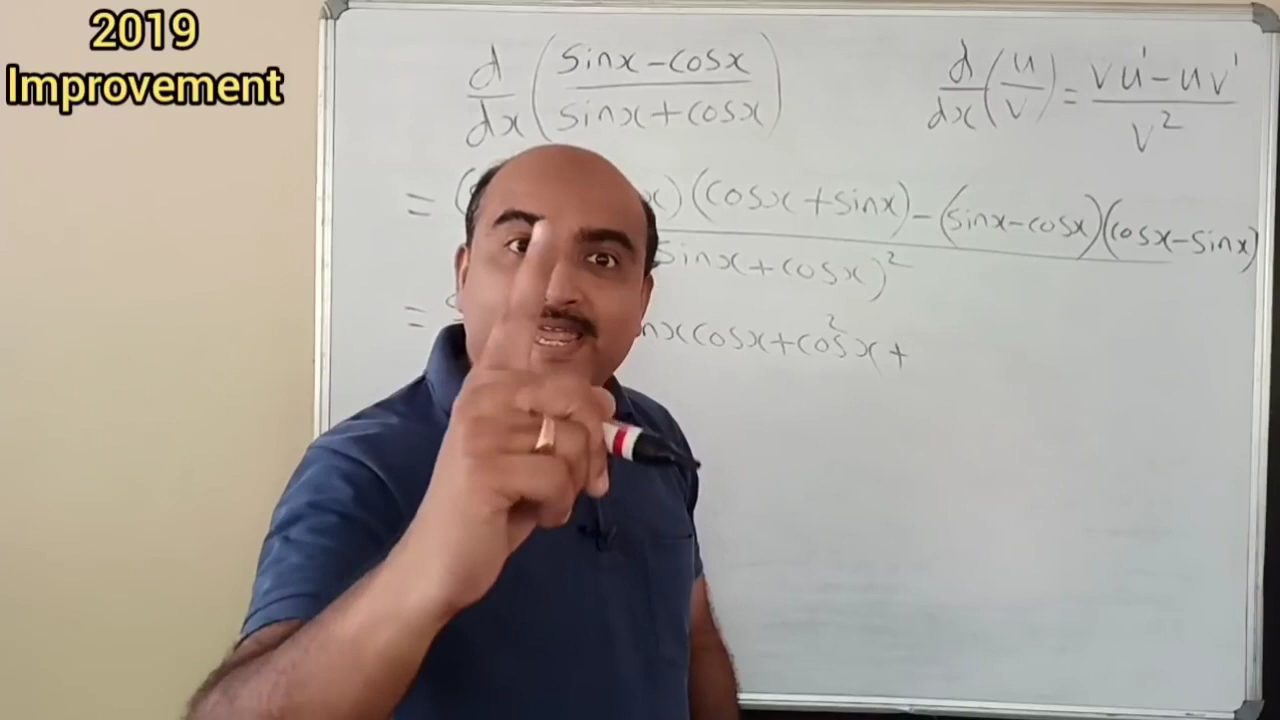 2019
Improvement
d/dx (sinx-cosx / sinx+cosx)
d/dx (u/v) = vu'-uv' / v²
= ( x)(cosx+sinx)-(sinx-cosx)(cosx-sinx)
sinx+cosx)²
= nxcosx+cos²x+